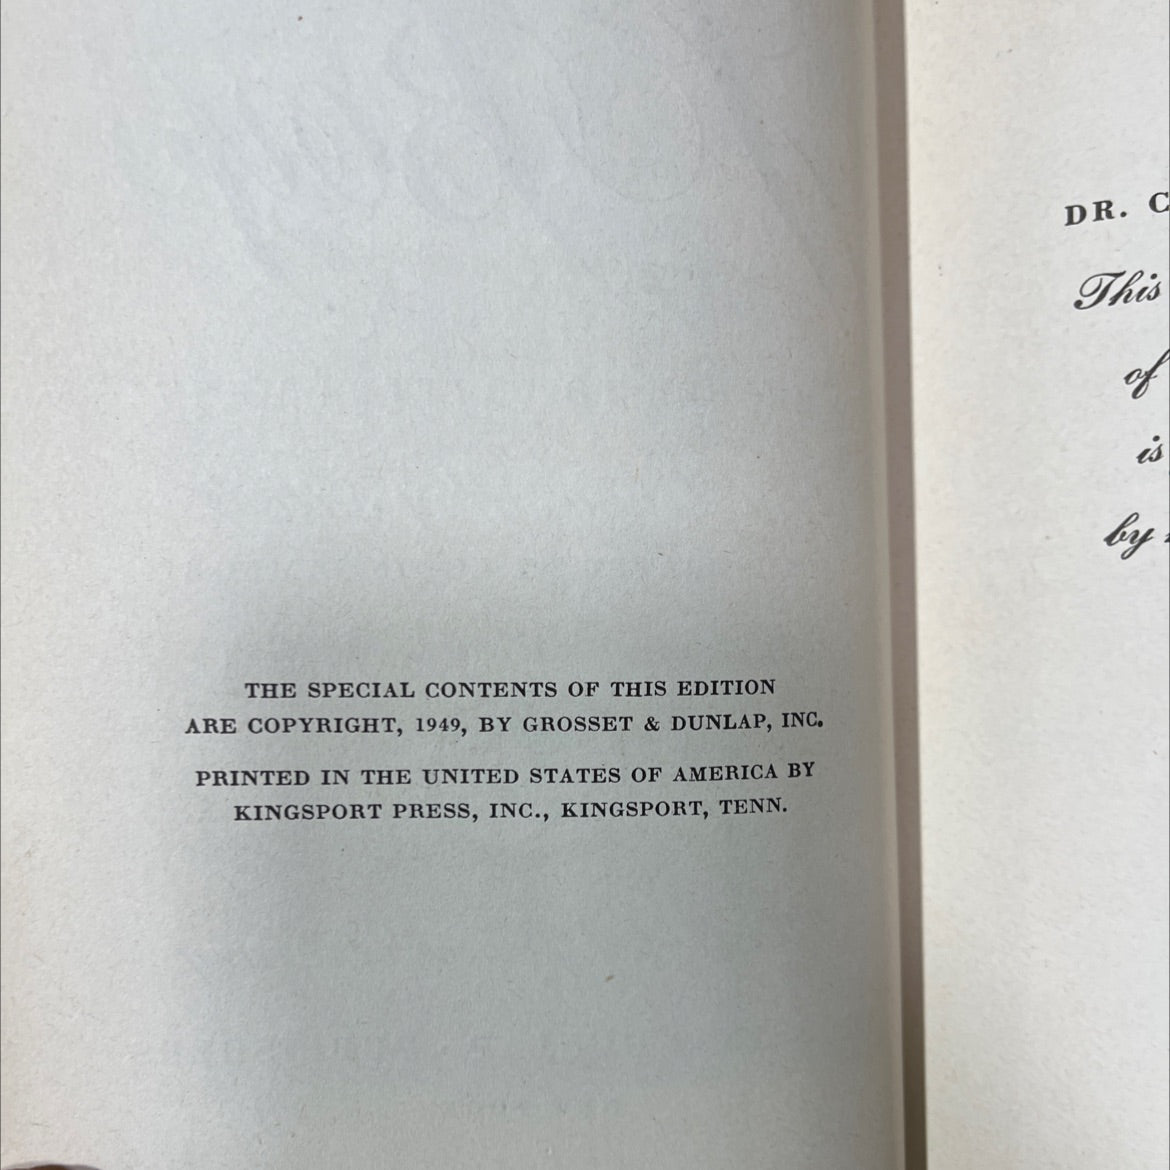 THE SPECIAL CONTENTS OF THIS EDITION
ARE COPYRIGHT, 1949, BY GROSSET & DUNLAP, INC.
PRINTED IN THE UNITED STATES OF AMERICA BY
KINGSPORT PRESS, INC., KINGSPORT, TENN.
DR. C
This
of
is
by